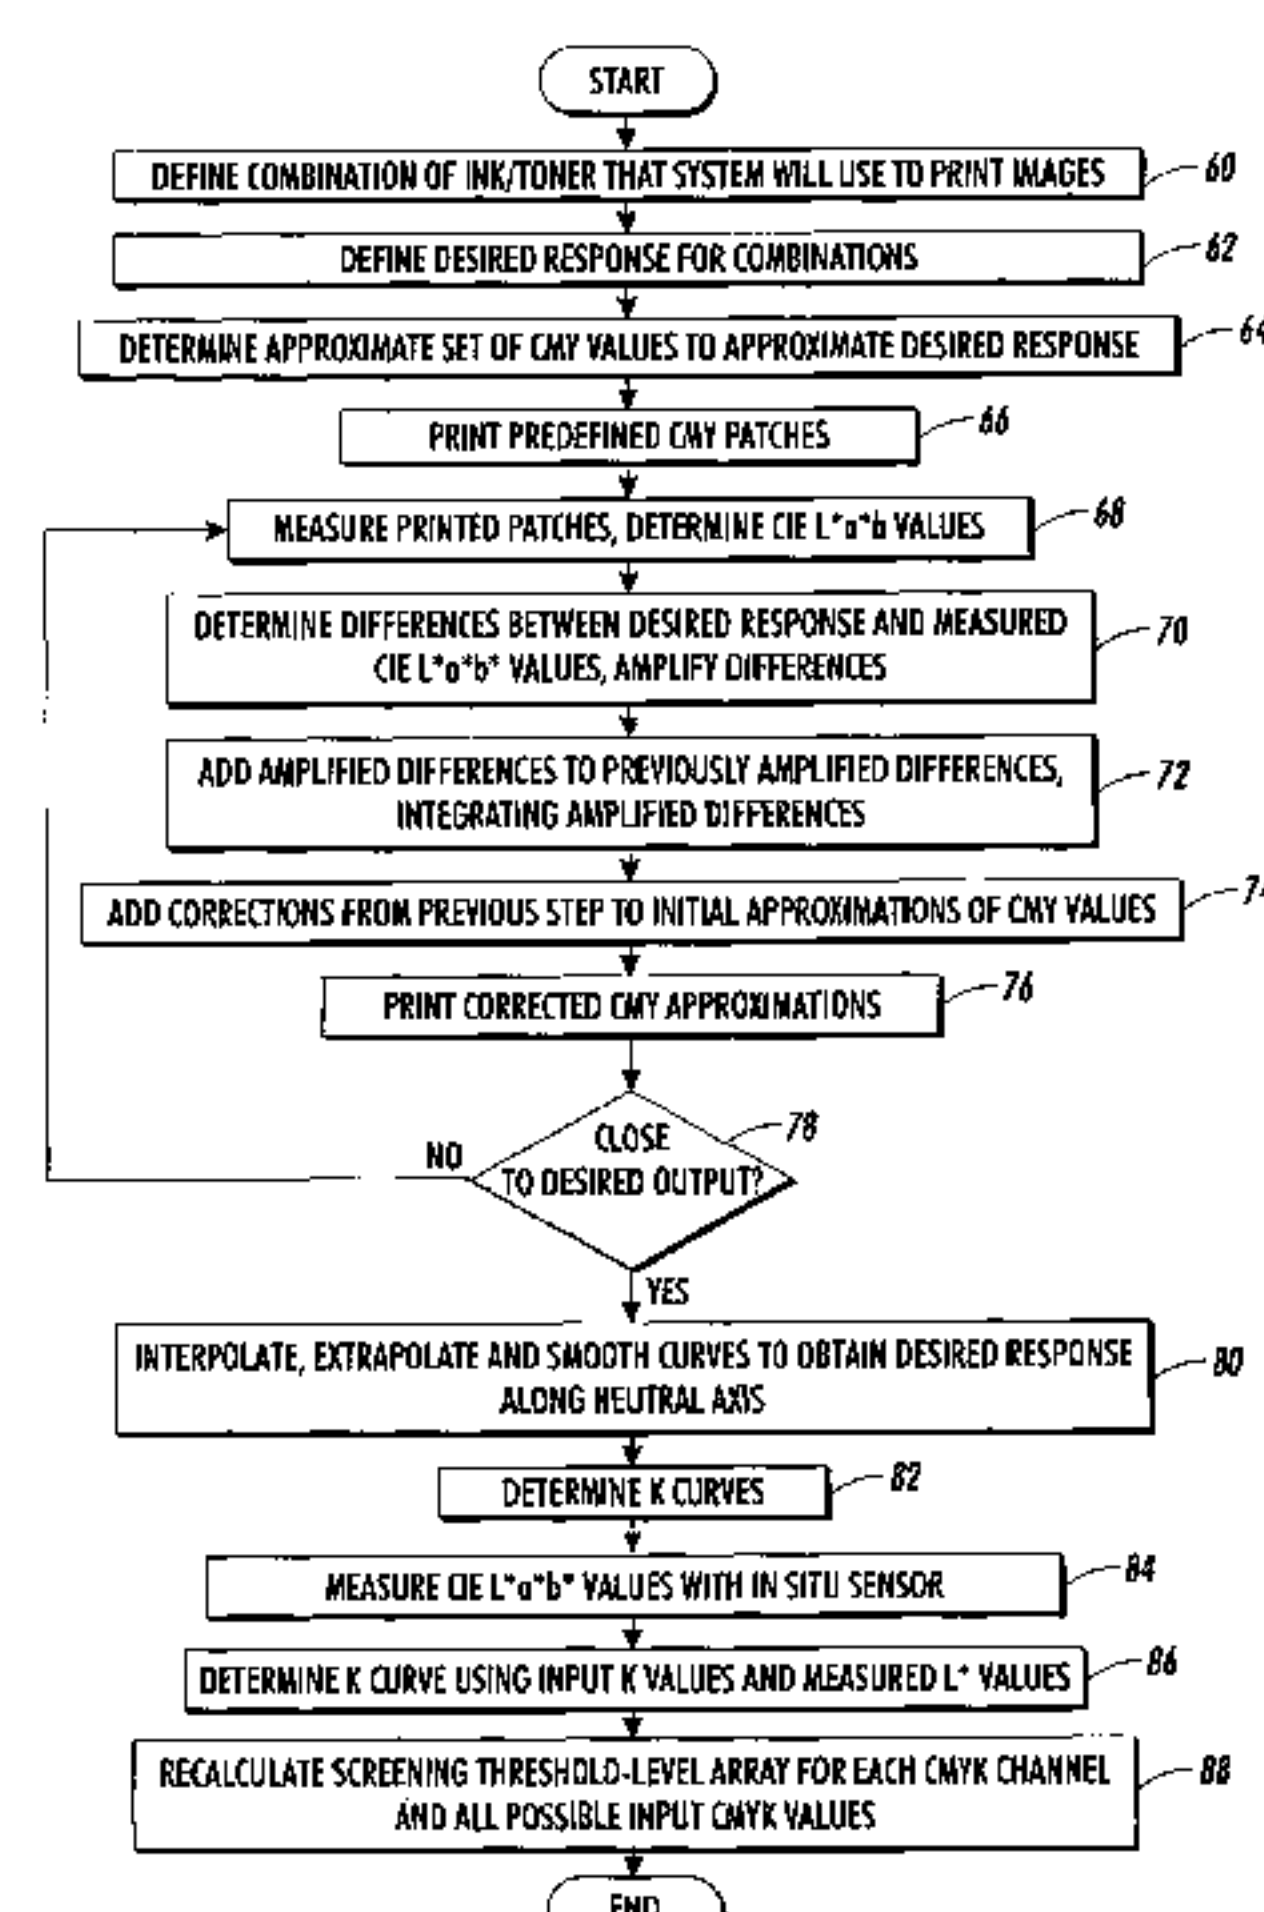 START
DEFINE COMBINATION OF INK/TONER THAT SYSTEM WILL USE TO PRINT IMAGES
60
DEFINE DESIRED RESPONSE FOR COMBINATIONS
62
DETERMINE APPROXIMATE SET OF CMY VALUES TO APPROXIMATE DESIRED RESPONSE
64
PRINT PREDEFINED CMY PATCHES
66
MEASURE PRINTED PATCHES, DETERMINE CIE L*a*b VALUES
68
DETERMINE DIFFERENCES BETWEEN DESIRED RESPONSE AND MEASURED
CIE L*a*b* VALUES, AMPLIFY DIFFERENCES
70
ADD AMPLIFIED DIFFERENCES TO PREVIOUSLY AMPLIFIED DIFFERENCES,
INTEGRATING AMPLIFIED DIFFERENCES
72
ADD CORRECTIONS FROM PREVIOUS STEP TO INITIAL APPROXIMATIONS OF CMY VALUES
74
PRINT CORRECTED CMY APPROXIMATIONS
76
CLOSE
TO DESIRED OUTPUT?
78
NO
YES
INTERPOLATE, EXTRAPOLATE AND SMOOTH CURVES TO OBTAIN DESIRED RESPONSE
ALONG NEUTRAL AXIS
80
DETERMINE K CURVES
82
MEASURE CIE L*a*b* VALUES WITH IN SITU SENSOR
84
DETERMINE K CURVE USING INPUT K VALUES AND MEASURED L* VALUES
86
RECALCULATE SCREENING THRESHOLD-LEVEL ARRAY FOR EACH CMYK CHANNEL
AND ALL POSSIBLE INPUT CMYK VALUES
88
END